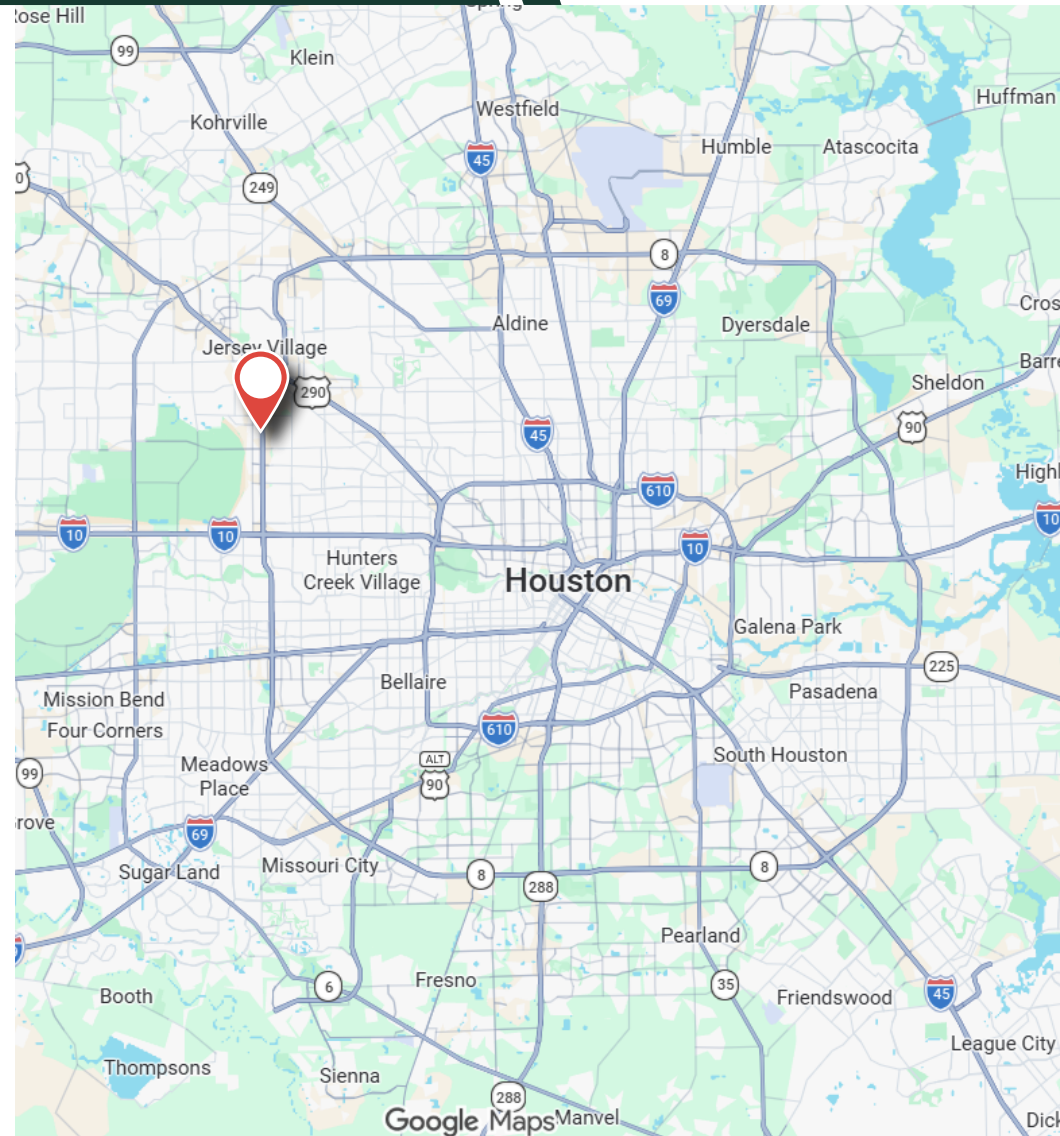 Spring
Rose Hill
99
Klein
Westfield
Huffman
Kohrville
Humble
Atascocita
45
249
8
69
Aldine
Dyersdale
Jersey Village
290
Sheldon
90
45
610
10
10
10
10
Hunters
Creek Village
Houston
Galena Park
225
Bellaire
Pasadena
Mission Bend
Four Corners
610
South Houston
Meadows
Place
99
ALT
90
69
Sugar Land
Missouri City
8
8
288
Pearland
Fresno
6
35
Booth
Friendswood
45
League City
Thompsons
Sienna
288
Google Maps
Manvel